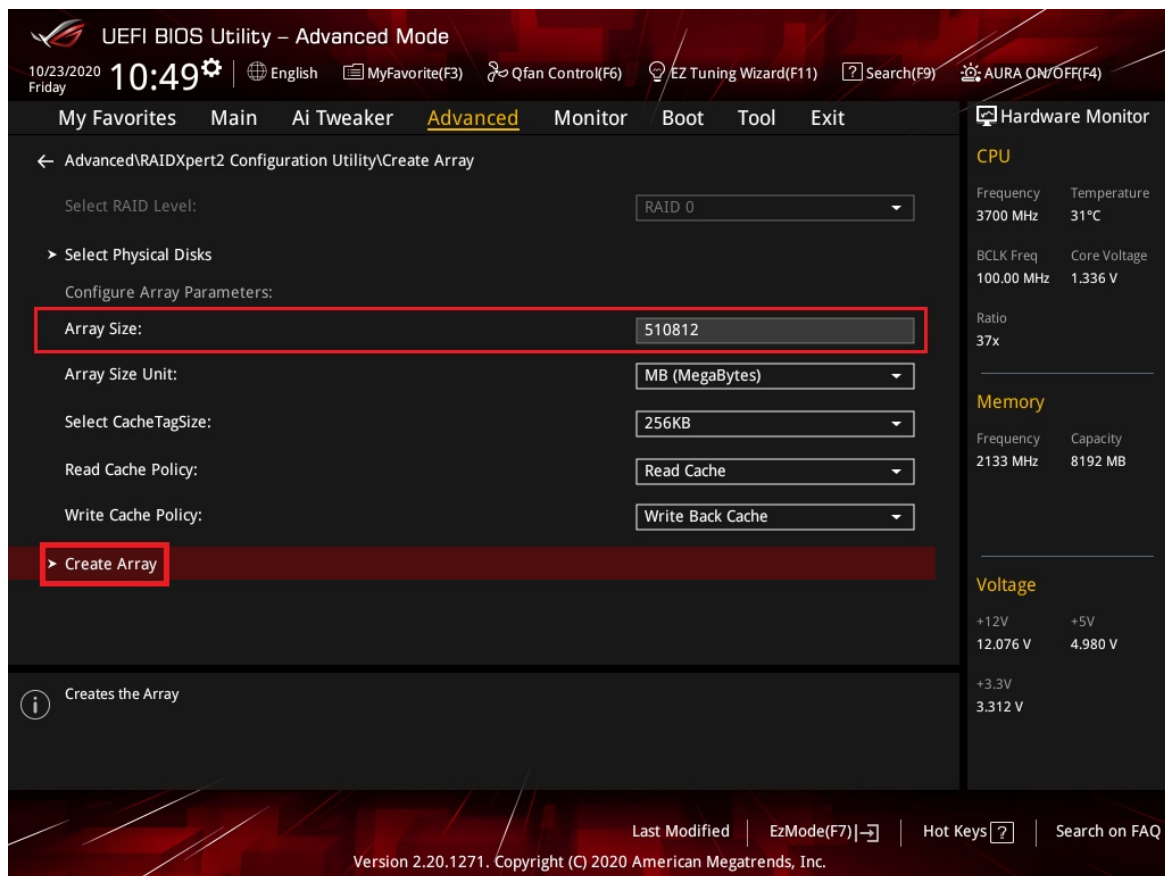 UEFI BIOS Utility – Advanced Mode
10/23/2020
Friday
10:49
English
MyFavorite(F3)
Qfan Control(F6)
EZ Tuning Wizard(F11)
? Search(F9)
AURA ON/OFF(F4)
My Favorites Main Ai Tweaker Advanced Monitor Boot Tool Exit
Advanced\RAIDXpert2 Configuration Utility\Create Array
Select RAID Level: RAID 0
Select Physical Disks
Configure Array Parameters:
Array Size: 510812
Array Size Unit: MB (MegaBytes)
Select CacheTagSize: 256KB
Read Cache Policy: Read Cache
Write Cache Policy: Write Back Cache
Create Array
i Creates the Array
Hardware Monitor
CPU
Frequency Temperature
3700 MHz 31°C
BCLK Freq Core Voltage
100.00 MHz 1.336 V
Ratio
37x
Memory
Frequency Capacity
2133 MHz 8192 MB
Voltage
+12V +5V
12.076 V 4.980 V
+3.3V
3.312 V
Last Modified EzMode(F7) Hot Keys ? Search on FAQ
Version 2.20.1271. Copyright (C) 2020 American Megatrends, Inc.